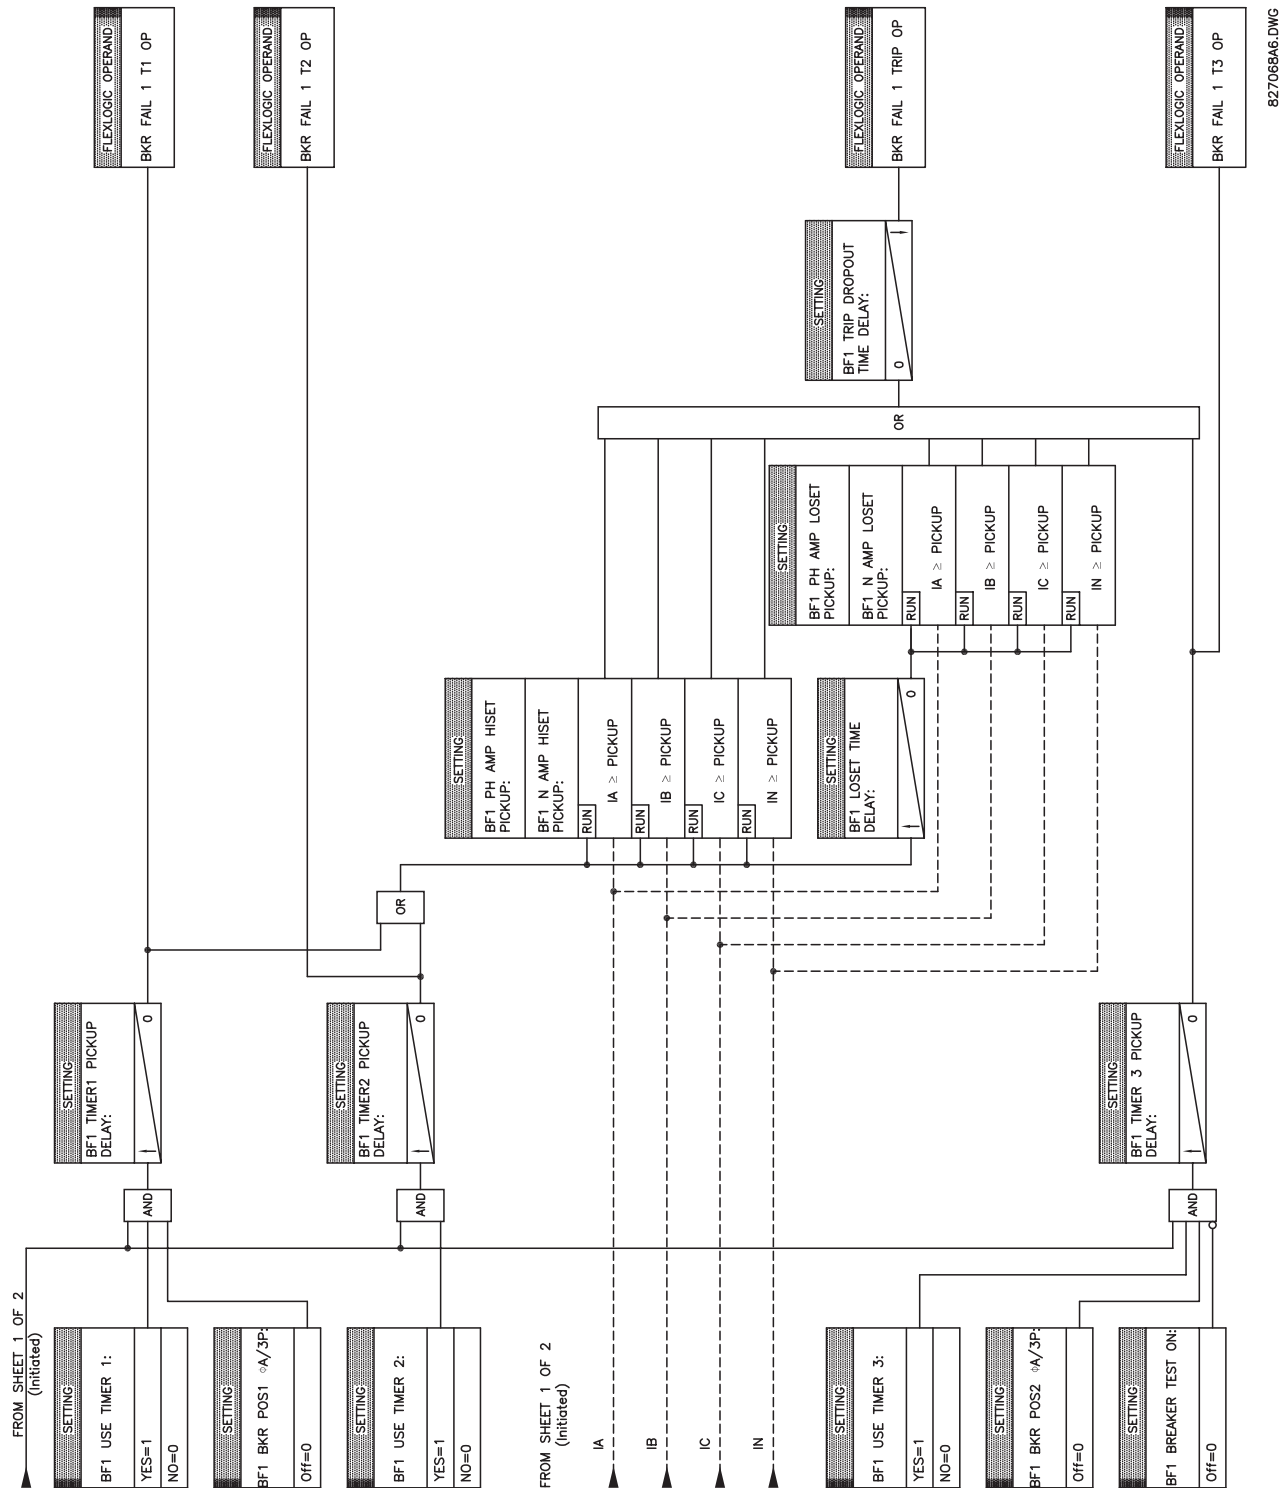 FROM SHEET 1 OF 2
(Initiated)
SETTING
BF1 USE TIMER 1:
YES=1
NO=0
SETTING
BF1 BKR POS1 ⌀A/3P:
Off=0
SETTING
BF1 USE TIMER 2:
YES=1
NO=0
FROM SHEET 1 OF 2
(Initiated)
IA
IB
IC
IN
SETTING
BF1 USE TIMER 3:
YES=1
NO=0
SETTING
BF1 BKR POS2 ⌀A/3P:
Off=0
SETTING
BF1 BREAKER TEST ON:
Off=0
AND
AND
AND
SETTING
BF1 TIMER1 PICKUP
DELAY:
0
SETTING
BF1 TIMER2 PICKUP
DELAY:
0
SETTING
BF1 TIMER 3 PICKUP
DELAY:
0
OR
SETTING
BF1 PH AMP HISET
PICKUP:
BF1 N AMP HISET
PICKUP:
RUN
IA ≥ PICKUP
RUN
IB ≥ PICKUP
RUN
IC ≥ PICKUP
RUN
IN ≥ PICKUP
SETTING
BF1 LOSET TIME
DELAY:
0
SETTING
BF1 PH AMP LOSET
PICKUP:
BF1 N AMP LOSET
PICKUP:
RUN
IA ≥ PICKUP
RUN
IB ≥ PICKUP
RUN
IC ≥ PICKUP
RUN
IN ≥ PICKUP
OR
SETTING
BF1 TRIP DROPOUT
TIME DELAY:
0
FLEXLOGIC OPERAND
BKR FAIL 1 T1 OP
FLEXLOGIC OPERAND
BKR FAIL 1 T2 OP
FLEXLOGIC OPERAND
BKR FAIL 1 TRIP OP
FLEXLOGIC OPERAND
BKR FAIL 1 T3 OP
827068A6.DWG